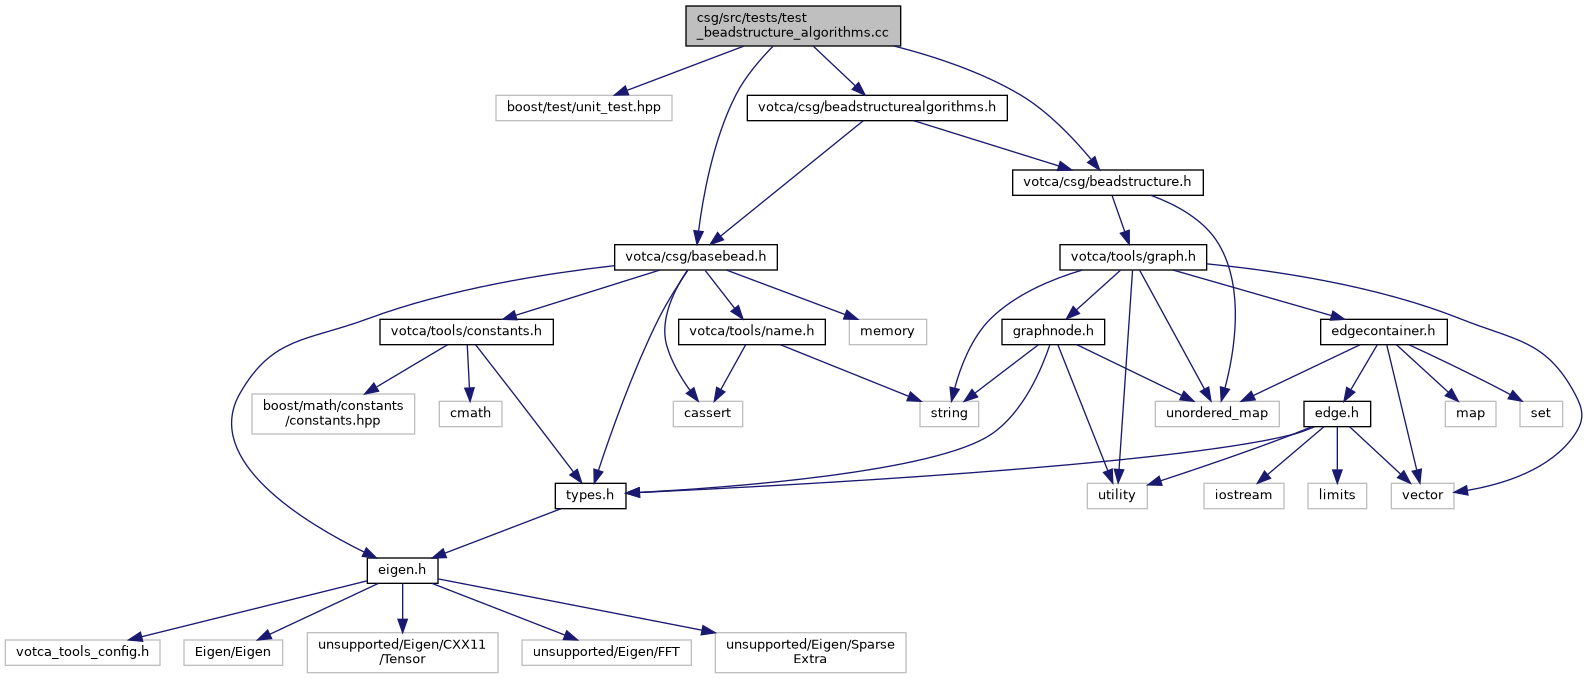 csg/src/tests/test
_beadstructure_algorithms.cc
boost/test/unit_test.hpp
votca/csg/beadstructurealgorithms.h
votca/csg/beadstructure.h
votca/csg/basebead.h
votca/tools/graph.h
votca/tools/constants.h
votca/tools/name.h
memory
graphnode.h
edgecontainer.h
boost/math/constants
/constants.hpp
cmath
cassert
string
unordered_map
edge.h
map
set
types.h
utility
iostream
limits
vector
eigen.h
votca_tools_config.h
Eigen/Eigen
unsupported/Eigen/CXX11
/Tensor
unsupported/Eigen/FFT
unsupported/Eigen/Sparse
Extra